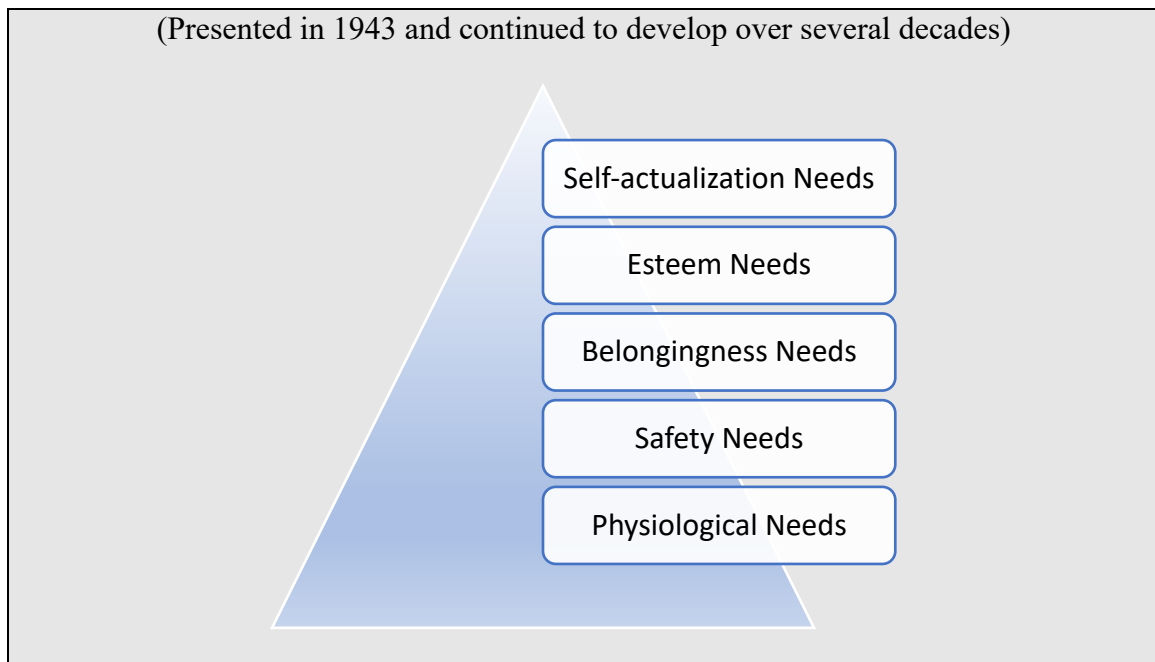 (Presented in 1943 and continued to develop over several decades)
Self-actualization Needs
Esteem Needs
Belongingness Needs
Safety Needs
Physiological Needs